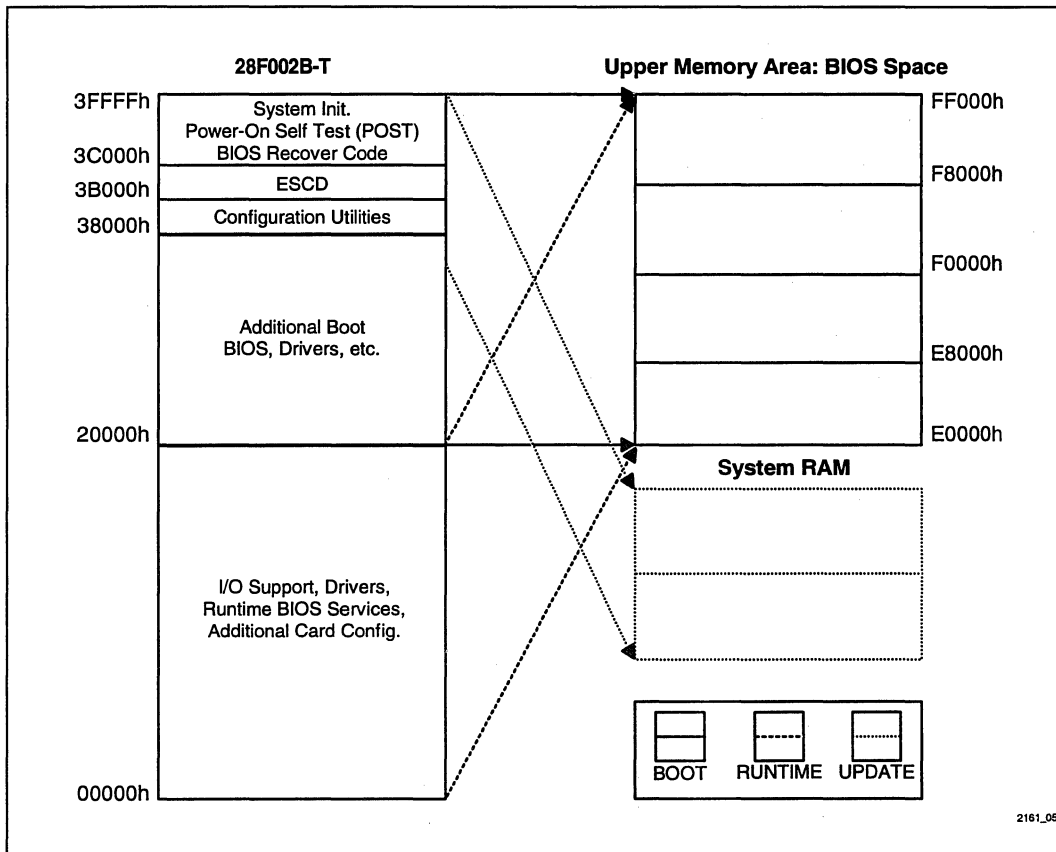 28F002B-T
Upper Memory Area: BIOS Space
3FFFFh
System Init.
Power-On Self Test (POST)
BIOS Recover Code
3C000h
ESCD
3B000h
Configuration Utilities
38000h
Additional Boot
BIOS, Drivers, etc.
20000h
I/O Support, Drivers,
Runtime BIOS Services,
Additional Card Config.
00000h
FF000h
F8000h
F0000h
E8000h
E0000h
System RAM
BOOT
RUNTIME
UPDATE
2161_05